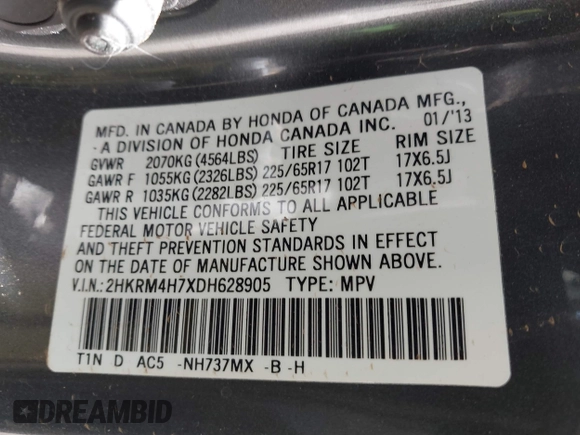 MFD. IN CANADA BY HONDA OF CANADA MFG.,
- A DIVISION OF HONDA CANADA INC. 01/'13
GVWR 2070KG (4564LBS) TIRE SIZE RIM SIZE
GAWR F 1055KG (2326LBS) 225/65R17 102T 17X6.5J
GAWR R 1035KG (2282LBS) 225/65R17 102T 17X6.5J
THIS VEHICLE CONFORMS TO ALL APPLICABLE
FEDERAL MOTOR VEHICLE SAFETY
AND THEFT PREVENTION STANDARDS IN EFFECT
ON THE DATE OF MANUFACTURE SHOWN ABOVE.
V.I.N.: 2HKRM4H7XDH628905 TYPE: MPV
T1N D AC5 -NH737MX -B -H
DREAMBID